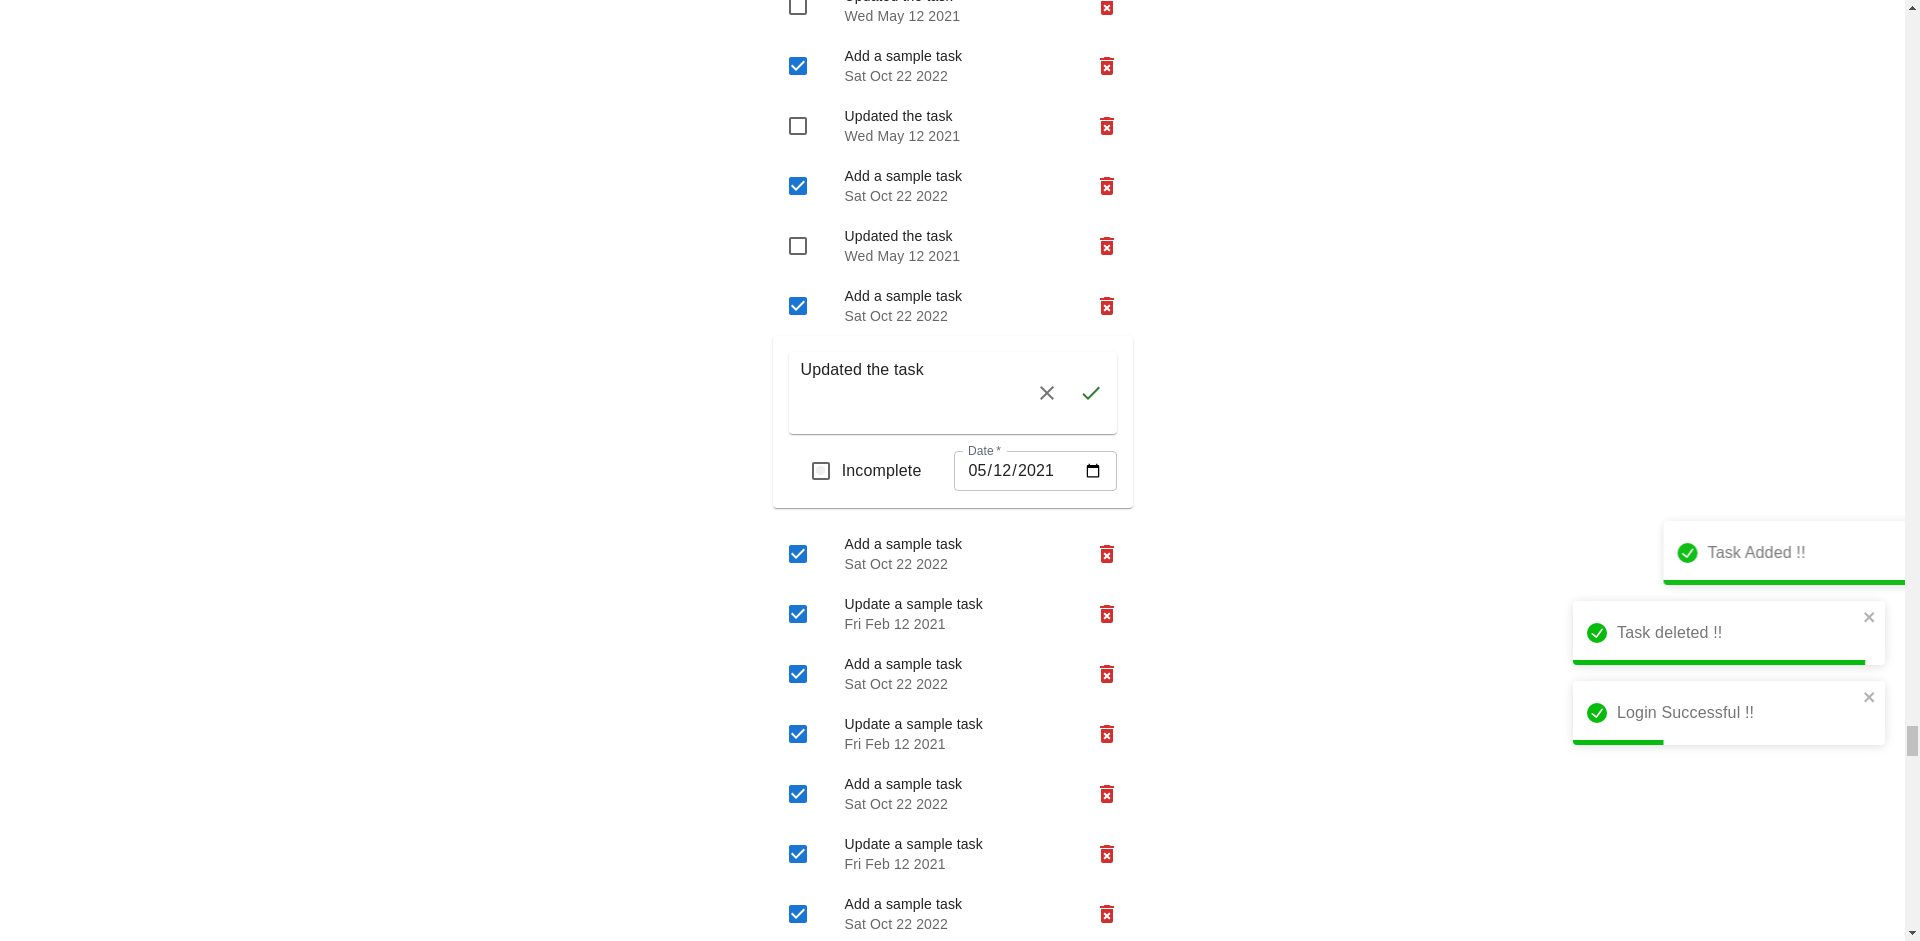 Updated the task
Wed May 12 2021
Add a sample task
Sat Oct 22 2022
Updated the task
Wed May 12 2021
Add a sample task
Sat Oct 22 2022
Updated the task
Wed May 12 2021
Add a sample task
Sat Oct 22 2022
Updated the task
Incomplete
Date *
05/12/2021
Add a sample task
Sat Oct 22 2022
Update a sample task
Fri Feb 12 2021
Add a sample task
Sat Oct 22 2022
Update a sample task
Fri Feb 12 2021
Add a sample task
Sat Oct 22 2022
Update a sample task
Fri Feb 12 2021
Add a sample task
Sat Oct 22 2022
Task Added !!
Task deleted !!
Login Successful !!